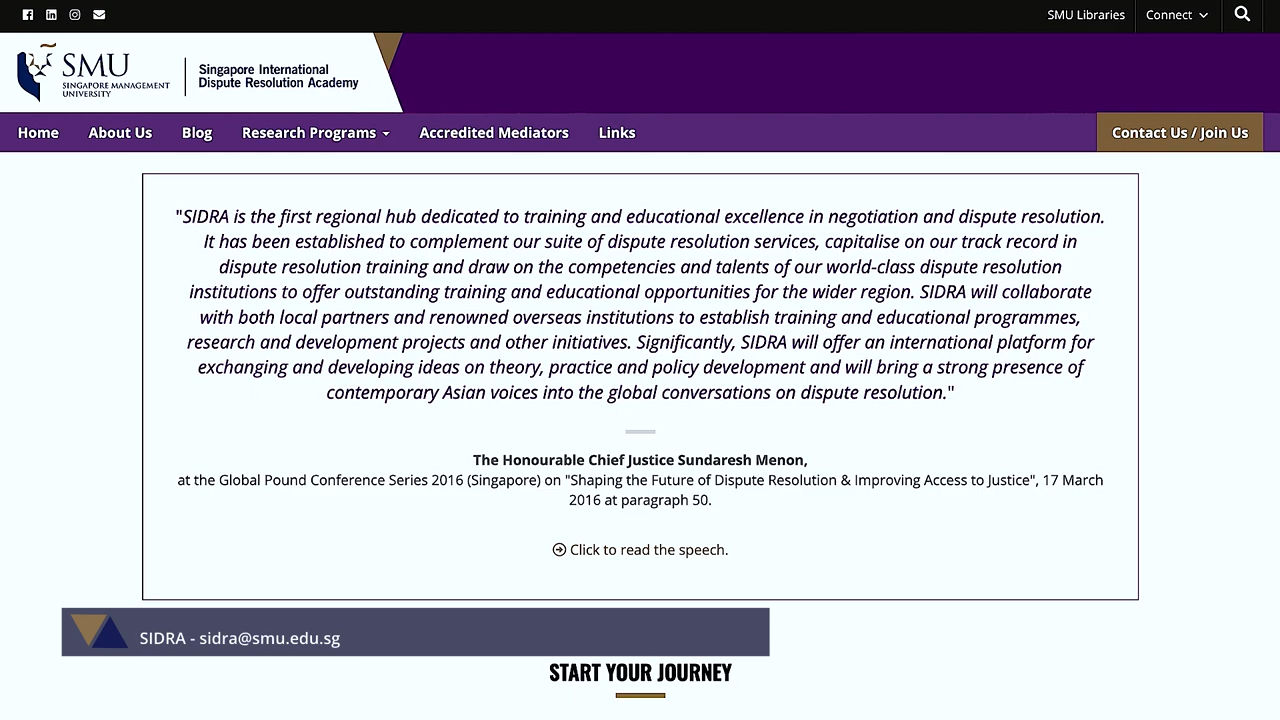 SMU Libraries
Connect
SMU
SINGAPORE MANAGEMENT
UNIVERSITY
Singapore International
Dispute Resolution Academy
Home
About Us
Blog
Research Programs
Accredited Mediators
Links
Contact Us / Join Us
"SIDRA is the first regional hub dedicated to training and educational excellence in negotiation and dispute resolution.
It has been established to complement our suite of dispute resolution services, capitalise on our track record in
dispute resolution training and draw on the competencies and talents of our world-class dispute resolution
institutions to offer outstanding training and educational opportunities for the wider region. SIDRA will collaborate
with both local partners and renowned overseas institutions to establish training and educational programmes,
research and development projects and other initiatives. Significantly, SIDRA will offer an international platform for
exchanging and developing ideas on theory, practice and policy development and will bring a strong presence of
contemporary Asian voices into the global conversations on dispute resolution."
The Honourable Chief Justice Sundaresh Menon,
at the Global Pound Conference Series 2016 (Singapore) on "Shaping the Future of Dispute Resolution & Improving Access to Justice", 17 March
2016 at paragraph 50.
Click to read the speech.
SIDRA - sidra@smu.edu.sg
START YOUR JOURNEY